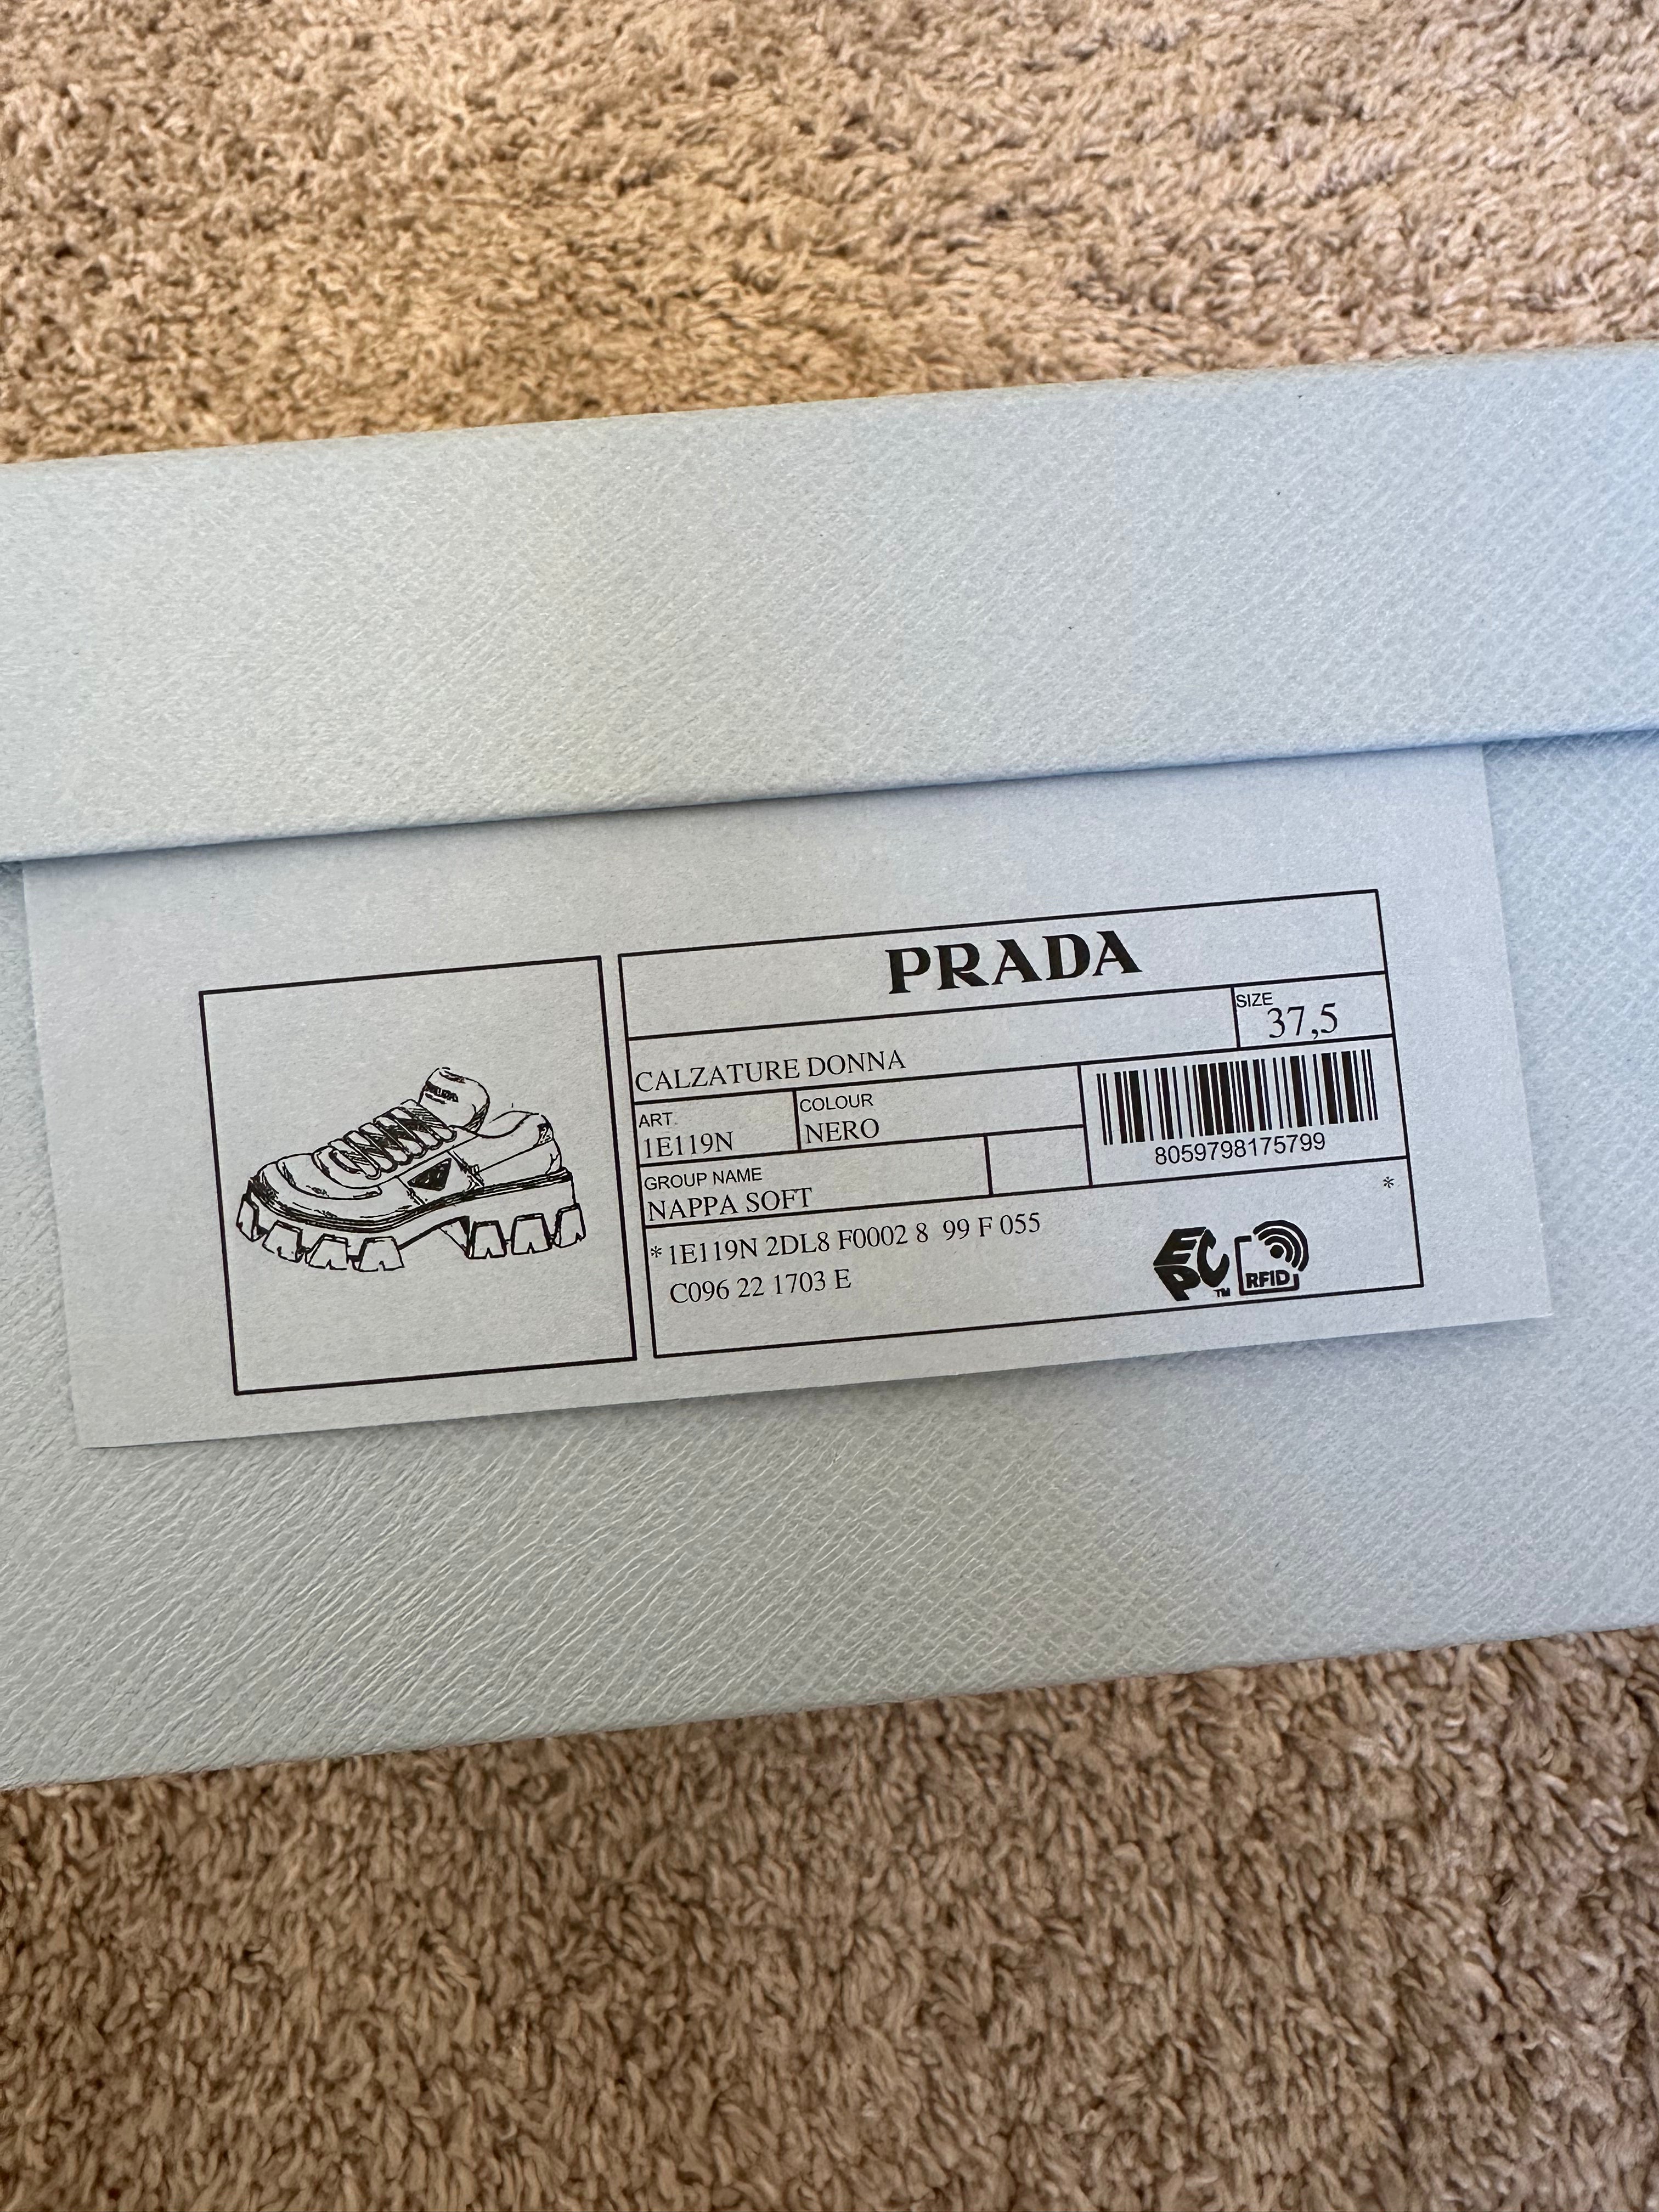 PRADA
CALZATURE DONNA
SIZE
37,5
ART.
1E119N
COLOUR
NERO
8059798175799
GROUP NAME
NAPPA SOFT
*
* 1E119N 2DL8 F0002 8 99 F 055
C096 22 1703 E
EPC TM
RFID